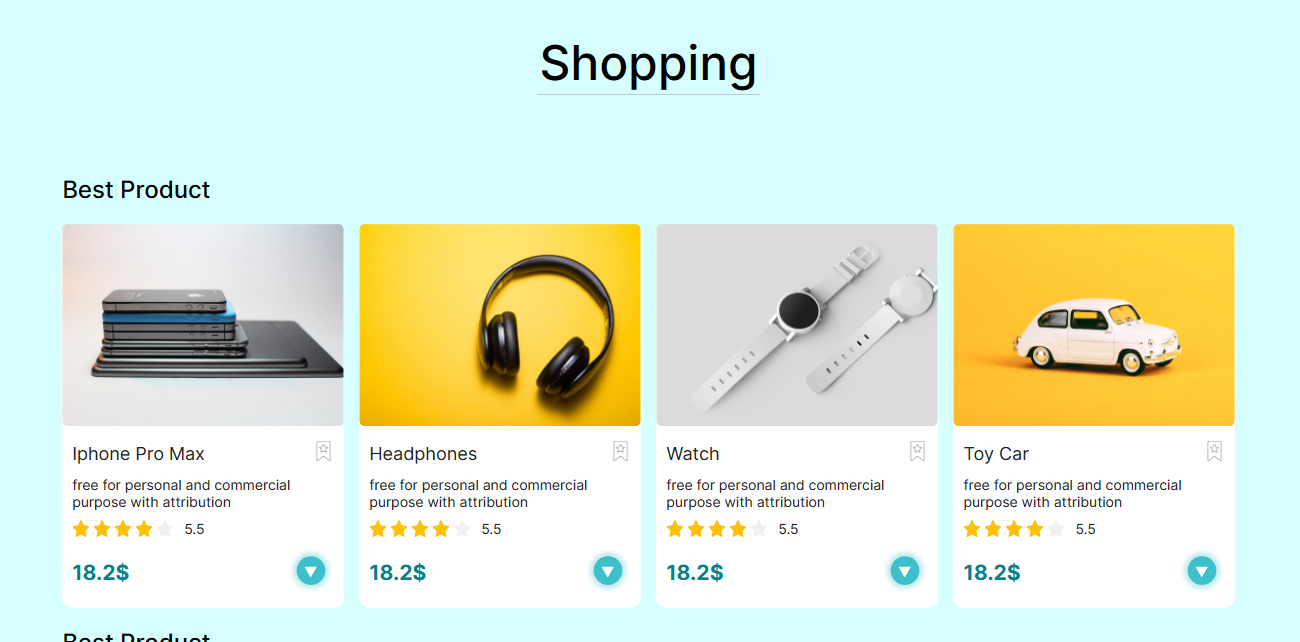 Shopping
Best Product
Iphone Pro Max
free for personal and commercial
purpose with attribution
5.5
18.2$
Headphones
free for personal and commercial
purpose with attribution
5.5
18.2$
Watch
free for personal and commercial
purpose with attribution
5.5
18.2$
Toy Car
free for personal and commercial
purpose with attribution
5.5
18.2$
Best Product